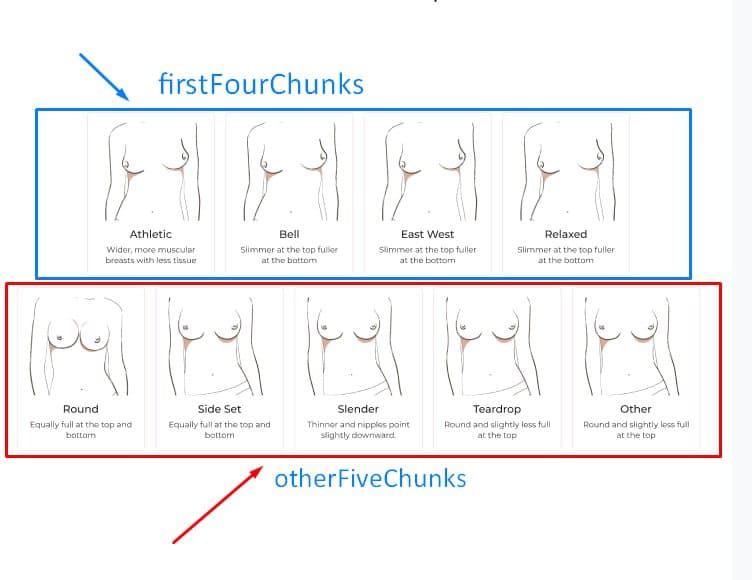 firstFourChunks
Athletic
Wider, more muscular
breasts with less tissue
Bell
Slimmer at the top fuller
at the bottom
East West
Slimmer at the top fuller
at the bottom
Relaxed
Slimmer at the top fuller
at the bottom
Round
Equally full at the top and
bottom
Side Set
Equally full at the top and
bottom
Slender
Thinner and nipples point
slightly downward.
Teardrop
Round and slightly less full
at the top
Other
Round and slightly less full
at the top
otherFiveChunks